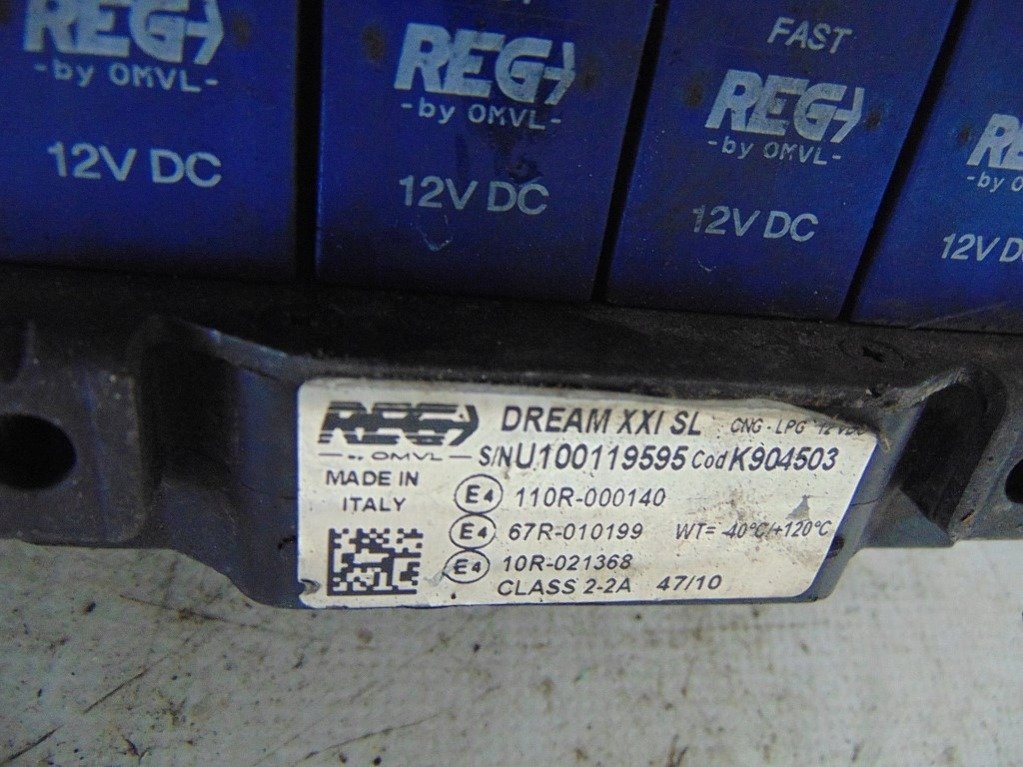 REG
-by OMVL-
12V DC
REG
-by OMVL-
12V DC
FAST
REG
-by OMVL-
12V DC
-by O
12V D
REG DREAM XXI SL CNG - LPG 12 VDC
by OMVL S/N U100119595 Cod K904503
MADE IN
ITALY
E4 110R-000140
E4 67R-010199 WT= -40°C/+120°C
E4 10R-021368
CLASS 2-2A 47/10